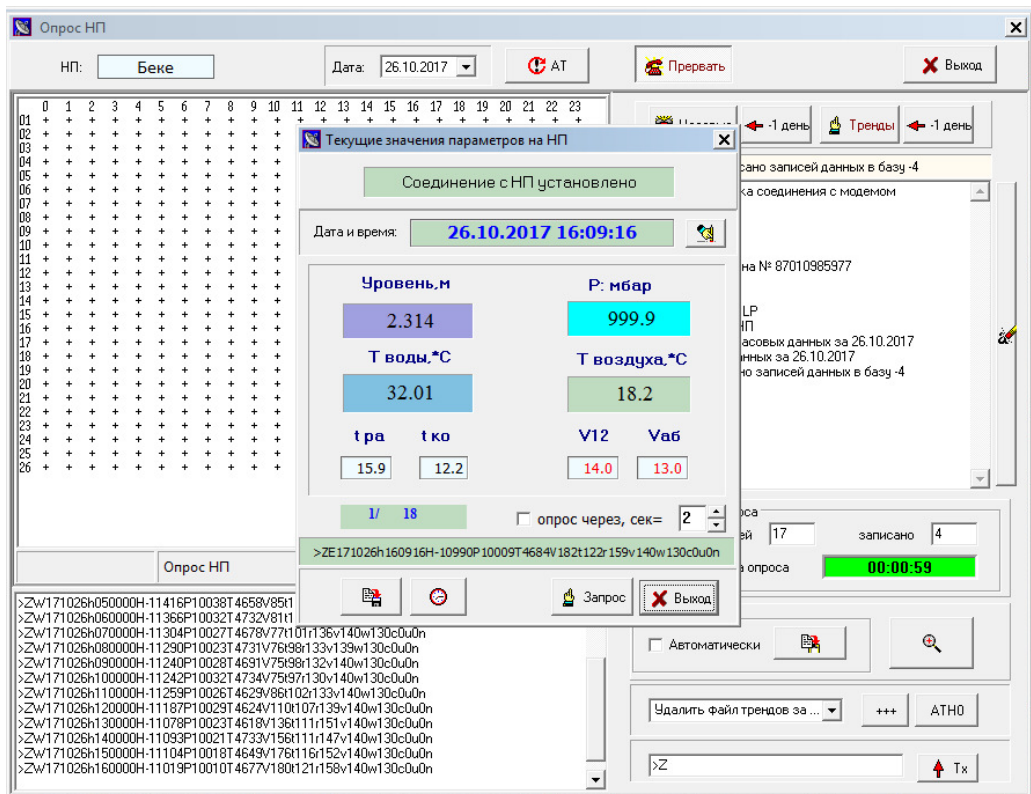 Опрос НП
НП: Беке Дата: 26.10.2017 АТ Прервать Выход
0 1 2 3 4 5 6 7 8 9 10 11 12 13 14 15 16 17 18 19 20 21 22 23
01 + + + + + + + + + + + + + + + + + + + + + + + +
02 + + + + + + + + + + +
03 + + + + + + + + + + +
04 + + + + + + + + + + +
05 + + + + + + + + + + +
06 + + + + + + + + + + +
07 + + + + + + + + + + +
08 + + + + + + + + + + +
09 + + + + + + + + + + +
10 + + + + + + + + + + +
11 + + + + + + + + + + +
12 + + + + + + + + + + +
13 + + + + + + + + + + +
14 + + + + + + + + + + +
15 + + + + + + + + + + +
16 + + + + + + + + + + +
17 + + + + + + + + + + +
18 + + + + + + + + + + +
19 + + + + + + + + + + +
20 + + + + + + + + + + +
21 + + + + + + + + + + +
22 + + + + + + + + + + +
23 + + + + + + + + + + +
24 + + + + + + + + + + +
25 + + + + + + + + + + +
26 + + + + + + + + + + +
Опрос НП
Текущие значения параметров на НП
Соединение с НП установлено
Дата и время: 26.10.2017 16:09:16
Уровень,м P: мбар
2.314 999.9
T воды,*C T воздуха,*C
32.01 18.2
t ра t ко V12 Vаб
15.9 12.2 14.0 13.0
1/ 18 опрос через, сек= 2
>ZE171026h160916H-10990P10009T4684V182t122r159v140w130c0u0n
Запрос Выход
-1 день Тренды -1 день
сано записей данных в базу -4
ка соединения с модемом
на № 87010985977
LP
НП
асовых данных за 26.10.2017
нных за 26.10.2017
но записей данных в базу -4
17 записано 4
опроса 00:00:59
Автоматически
Удалить файл трендов за ... +++ ATH0
>Z Tx
>ZW171026h050000H-11416P10038T4658V85t1
>ZW171026h060000H-11366P10032T4732V81t1
>ZW171026h070000H-11304P10027T4678V77t101r136v140w130c0u0n
>ZW171026h080000H-11290P10023T4731V76t98r133v139w130c0u0n
>ZW171026h090000H-11240P10028T4691V75t98r132v140w130c0u0n
>ZW171026h100000H-11242P10032T4734V75t97r130v140w130c0u0n
>ZW171026h110000H-11259P10026T4629V86t102r133v140w130c0u0n
>ZW171026h120000H-11187P10029T4624V110t107r139v140w130c0u0n
>ZW171026h130000H-11078P10023T4618V136t111r151v140w130c0u0n
>ZW171026h140000H-11093P10021T4733V156t111r147v140w130c0u0n
>ZW171026h150000H-11104P10018T4649V176t116r152v140w130c0u0n
>ZW171026h160000H-11019P10010T4677V180t121r158v140w130c0u0n